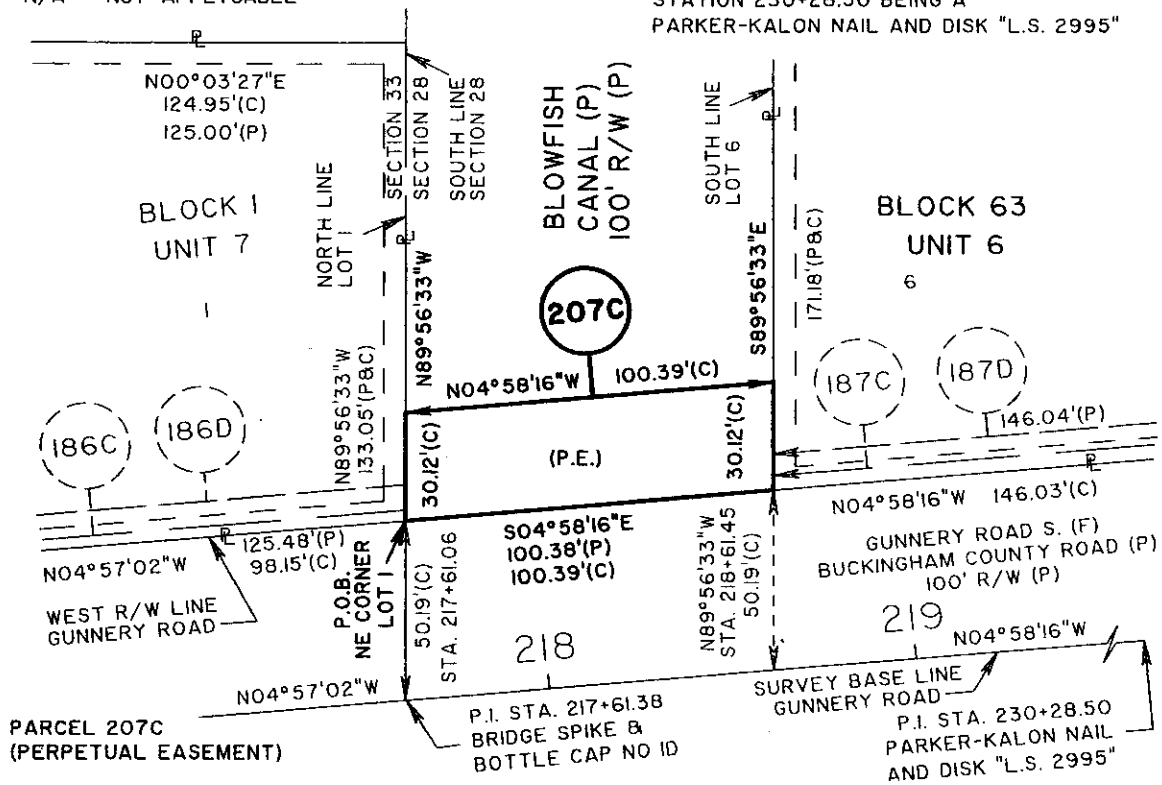 N/A NOT APPLICABLE
STATION 230+28.50 BEING A
PARKER-KALON NAIL AND DISK "L.S. 2995"
PL
N00°03'27"E
124.95'(C)
125.00'(P)
BLOCK 1
UNIT 7
1
NORTH LINE
LOT 1
SECTION 33
SECTION 28
SOUTH LINE
SECTION 28
PL
N89°56'33"W
133.05'(P&C)
N89°56'33"W
BLOWFISH
CANAL (P)
100' R/W (P)
SOUTH LINE
LOT 6
PL
S89°56'33"E
171.18'(P&C)
BLOCK 63
UNIT 6
6
207C
186C
186D
187C
187D
N04°58'16"W 100.39'(C)
30.12'(C)
(P.E.)
30.12'(C)
146.04'(P)
PL
N04°58'16"W 146.03'(C)
S04°58'16"E
100.38'(P)
100.39'(C)
PL
125.48'(P)
98.15'(C)
N04°57'02"W
WEST R/W LINE
GUNNERY ROAD
P.O.B.
NE CORNER
LOT 1
50.19'(C)
STA. 217+61.06
N89°56'33"W
STA. 218+61.45
50.19'(C)
GUNNERY ROAD S. (F)
BUCKINGHAM COUNTY ROAD (P)
100' R/W (P)
218
219
N04°58'16"W
N04°57'02"W
SURVEY BASE LINE
GUNNERY ROAD
P.I. STA. 217+61.38
BRIDGE SPIKE &
BOTTLE CAP NO ID
P.I. STA. 230+28.50
PARKER-KALON NAIL
AND DISK "L.S. 2995"
PARCEL 207C
(PERPETUAL EASEMENT)